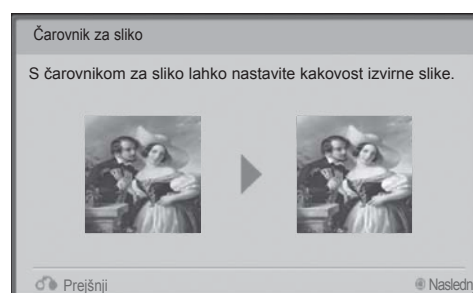 Čarovnik za sliko
S čarovnikom za sliko lahko nastavite kakovost izvirne slike.
Prejšnji